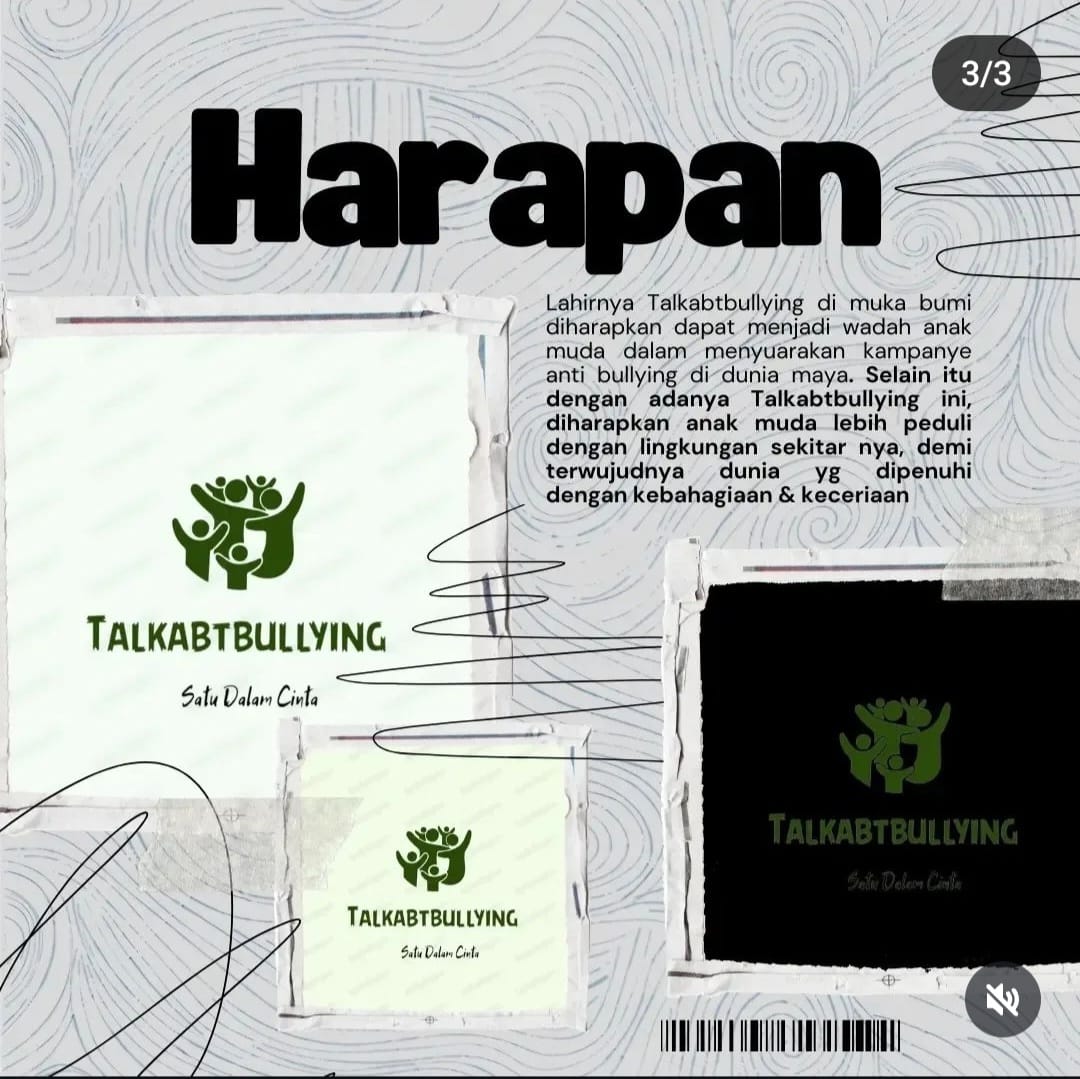 3/3
Harapan
Lahirnya Talkabtbullying di muka bumi
diharapkan dapat menjadi wadah anak
muda dalam menyuarakan kampanye
anti bullying di dunia maya. Selain itu
dengan adanya Talkabtbullying ini,
diharapkan anak muda lebih peduli
dengan lingkungan sekitar nya, demi
terwujudnya dunia yg dipenuhi
dengan kebahagiaan & keceriaan
TALKABTBULLYING
Satu Dalam Cinta
TALKABTBULLYING
Satu Dalam Cinta
TALKABTBULLYING
Satu Dalam Cinta